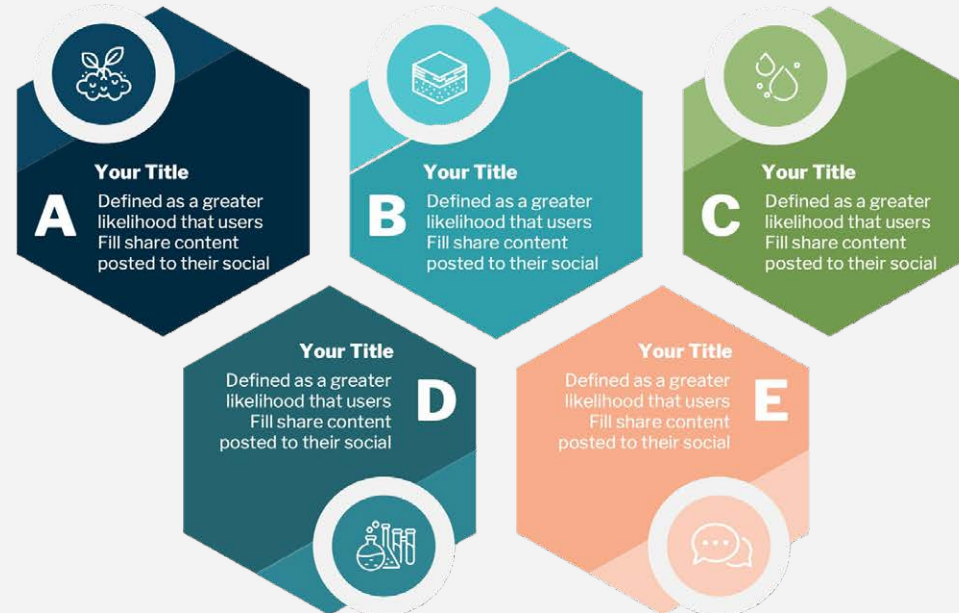 Your Title
A
Defined as a greater
likelihood that users
Fill share content
posted to their social
Your Title
B
Defined as a greater
likelihood that users
Fill share content
posted to their social
Your Title
C
Defined as a greater
likelihood that users
Fill share content
posted to their social
Your Title
D
Defined as a greater
likelihood that users
Fill share content
posted to their social
Your Title
E
Defined as a greater
likelihood that users
Fill share content
posted to their social